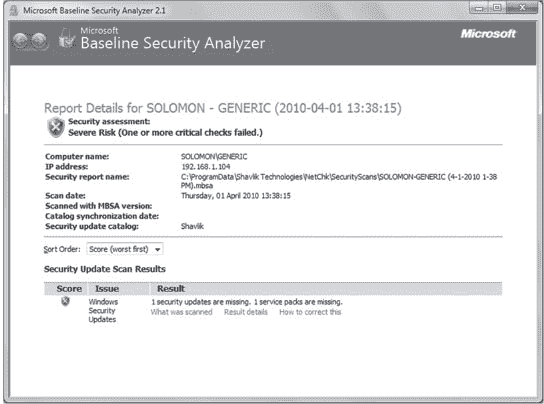 Microsoft Baseline Security Analyzer 2.1
Microsoft
Baseline Security Analyzer
Microsoft
Report Details for SOLOMON - GENERIC (2010-04-01 13:38:15)
Security assessment:
Severe Risk (One or more critical checks failed.)
Computer name: SOLOMON\GENERIC
IP address: 192.168.1.104
Security report name: C:\ProgramData\Shavlik Technologies\NetChk\SecurityScans\SOLOMON-GENERIC (4-1-2010 1-38
PM).mbsa
Scan date: Thursday, 01 April 2010 13:38:15
Scanned with MBSA version:
Catalog synchronization date:
Security update catalog: Shavlik
Sort Order: Score (worst first)
Security Update Scan Results
Score Issue Result
Windows 1 security updates are missing. 1 service packs are missing.
Security What was scanned Result details How to correct this
Updates